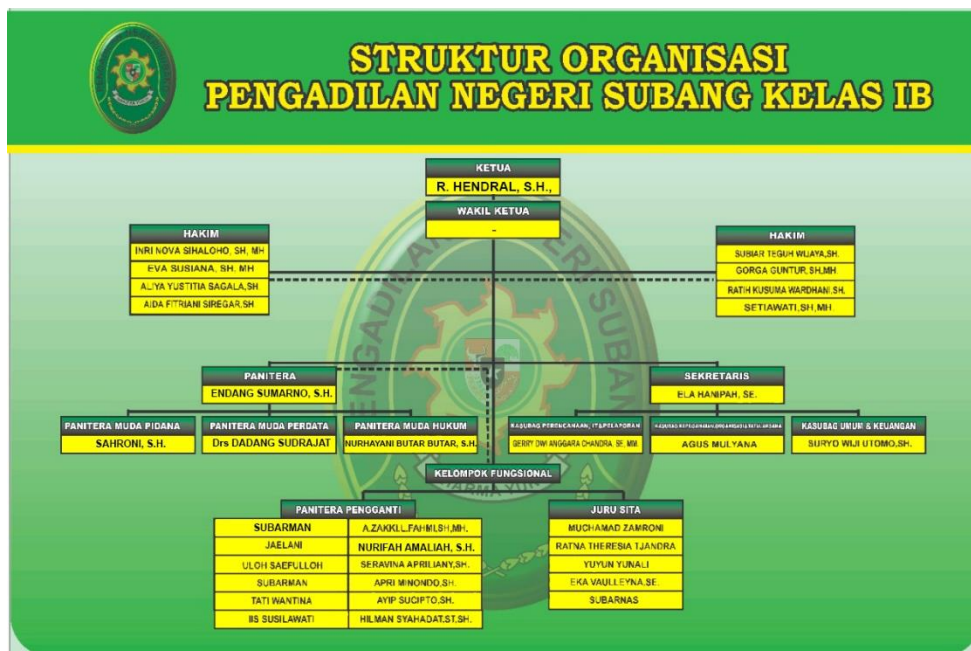 STRUKTUR ORGANISASI
PENGADILAN NEGERI SUBANG KELAS IB
KETUA
R. HENDRAL, S.H.,
WAKIL KETUA
-
HAKIM
INRI NOVA SIHALOHO, SH, MH
EVA SUSIANA, SH, MH
ALIYA YUSTITIA SAGALA,SH
AIDA FITRIANI SIREGAR,SH
HAKIM
SUBIAR TEGUH WIJAYA,SH.
GORGA GUNTUR,SH,MH
RATIH KUSUMA WARDHANI,SH.
SETIAWATI,SH,MH.
PANITERA
ENDANG SUMARNO, S.H.
SEKRETARIS
ELA HANIPAH, SE.
PANITERA MUDA PIDANA
SAHRONI, S.H.
PANITERA MUDA PERDATA
Drs DADANG SUDRAJAT
PANITERA MUDA HUKUM
NURHAYANI BUTAR BUTAR, S.H.
KASUBAG PERENCANAAN, IT&PELAPORAN
GERRY DWI ANGGARA CHANDRA. SE, MM.
AGUS MULYANA
KASUBAG UMUM & KEUANGAN
SURYO WIJI UTOMO,SH.
KELOMPOK FUNGSIONAL
PANITERA PENGGANTI
SUBARMAN
A.ZAKKI.L.FAHMI.SH,MH.
JAELANI
NURIFAH AMALIAH, S.H.
ULOH SAEFULLOH
SERAVINA APRILIANY,SH.
SUBARMAN
APRI MINONDO,SH.
TATI WANTINA
AYIP SUCIPTO,SH.
IIS SUSILAWATI
HILMAN SYAHADAT.ST.SH.
JURU SITA
MUCHAMAD ZAMRONI
RATNA THERESIA TJANDRA
YUYUN YUNALI
EKA VAULLEYNA,SE.
SUBARNAS